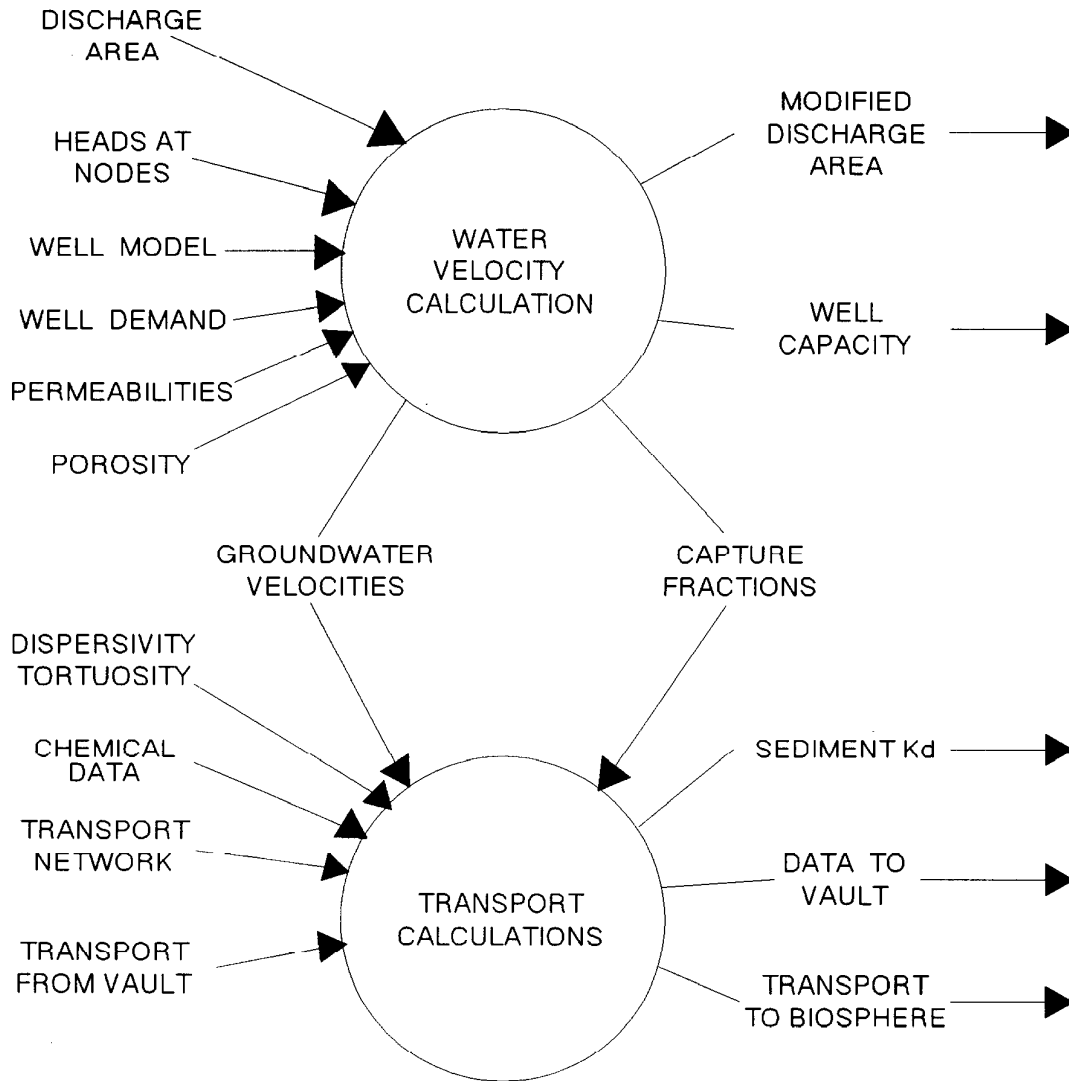 DISCHARGE
AREA
HEADS AT
NODES
WELL MODEL
WELL DEMAND
PERMEABILITIES
POROSITY
WATER
VELOCITY
CALCULATION
MODIFIED
DISCHARGE
AREA
WELL
CAPACITY
GROUNDWATER
VELOCITIES
CAPTURE
FRACTIONS
DISPERSIVITY
TORTUOSITY
CHEMICAL
DATA
TRANSPORT
NETWORK
TRANSPORT
FROM VAULT
TRANSPORT
CALCULATIONS
SEDIMENT Kd
DATA TO
VAULT
TRANSPORT
TO BIOSPHERE